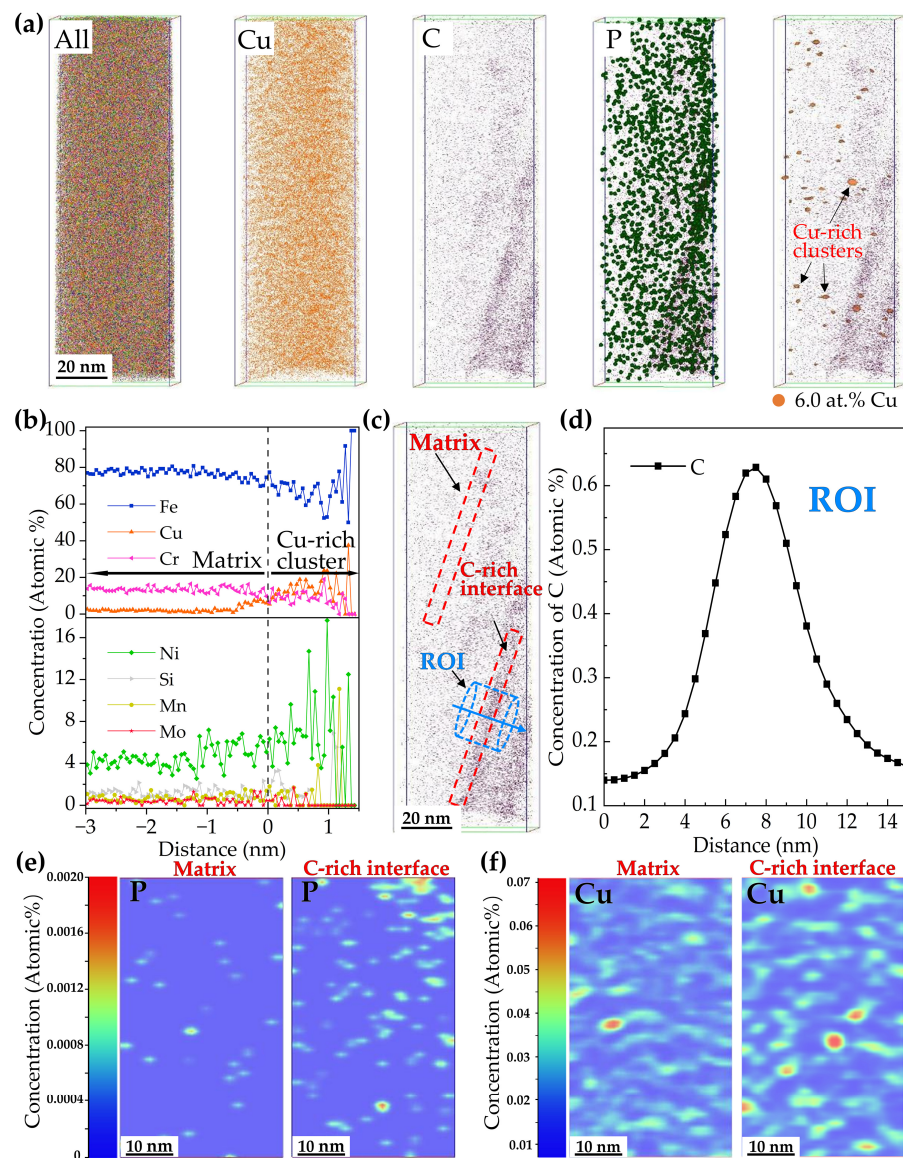 (a)
All
Cu
C
P
Cu-rich
clusters
20 nm
6.0 at.% Cu
(b)
100
80
60
40
20
0
Fe
Cu
Cr
Matrix
Cu-rich
cluster
16
12
8
4
0
Ni
Si
Mn
Mo
−3
−2
−1
0
1
Distance (nm)
Concentratio (Atomic %)
(c)
Matrix
C-rich
interface
ROI
20 nm
(d)
C
ROI
0.6
0.5
0.4
0.3
0.2
0.1
0
2
4
6
8
10
12
14
Distance (nm)
Concentration of C (Atomic %)
(e)
Matrix
C-rich interface
P
P
0.0020
0.0016
0.0012
0.0008
0.0004
0
Concentration (Atomic%)
10 nm
10 nm
(f)
Matrix
C-rich interface
Cu
Cu
0.07
0.06
0.05
0.04
0.03
0.02
0.01
Concentration (Atomic%)
10 nm
10 nm